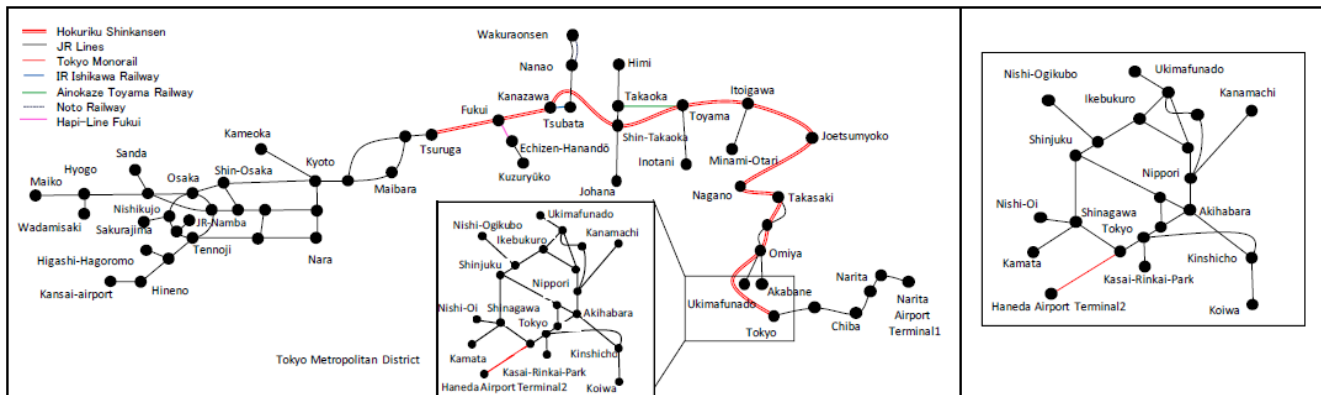 Hokuriku Shinkansen
JR Lines
Tokyo Monorail
IR Ishikawa Railway
Ainokaze Toyama Railway
Noto Railway
Hapi-Line Fukui
Wakuraonsen
Nanao
Himi
Kanazawa
Takaoka
Itoigawa
Fukui
Tsubata
Toyama
Joetsumyoko
Kameoka
Tsuruga
Shin-Takaoka
Echizen-Hanandō
Minami-Otari
Inotani
Sanda
Shin-Osaka
Kyoto
Hyogo
Osaka
Maibara
Kuzuryūko
Johana
Nagano
Takasaki
Maiko
Nishikujo
JR-Namba
Wadamisaki
Sakurajima
Tennoji
Nara
Omiya
Higashi-Hagoromo
Kansai-airport
Hineno
Ukimafunado
Akabane
Tokyo
Chiba
Narita
Narita
Airport
Terminal1
Tokyo Metropolitan District
Ukimafunado
Nishi-Ogikubo
Ikebukuro
Kanamachi
Shinjuku
Nippori
Nishi-Oi
Shinagawa
Akihabara
Tokyo
Kamata
Kinshicho
Kasai-Rinkai-Park
Haneda Airport Terminal2
Koiwa
Ukimafunado
Nishi-Ogikubo
Ikebukuro
Kanamachi
Shinjuku
Nippori
Nishi-Oi
Shinagawa
Akihabara
Tokyo
Kamata
Kinshicho
Kasai-Rinkai-Park
Haneda Airport Terminal2
Koiwa